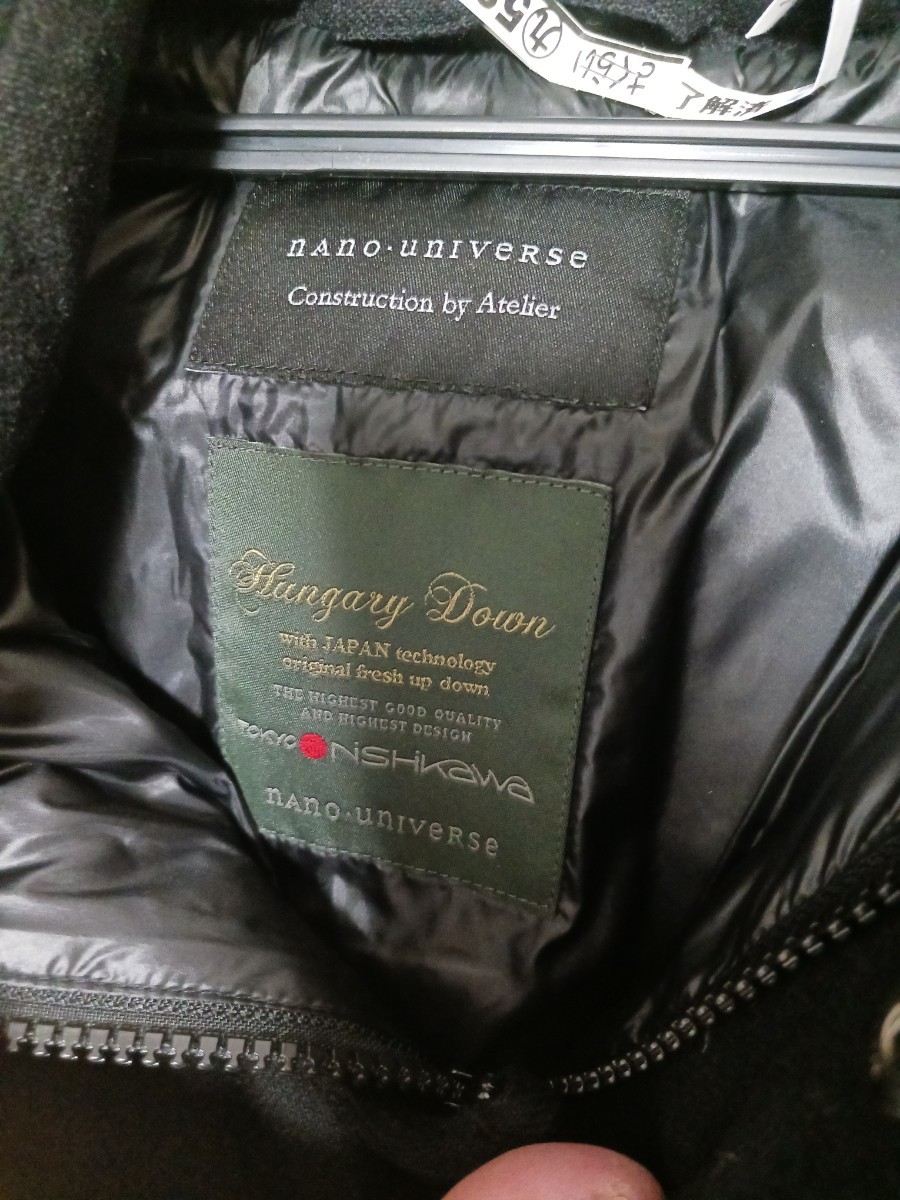 了解済
nano·universe
Construction by Atelier
Hungary Down
with JAPAN technology
original fresh up down
THE HIGHEST GOOD QUALITY
AND HIGHEST DESIGN
TOKYO NiSHiKaWa
nano·universe